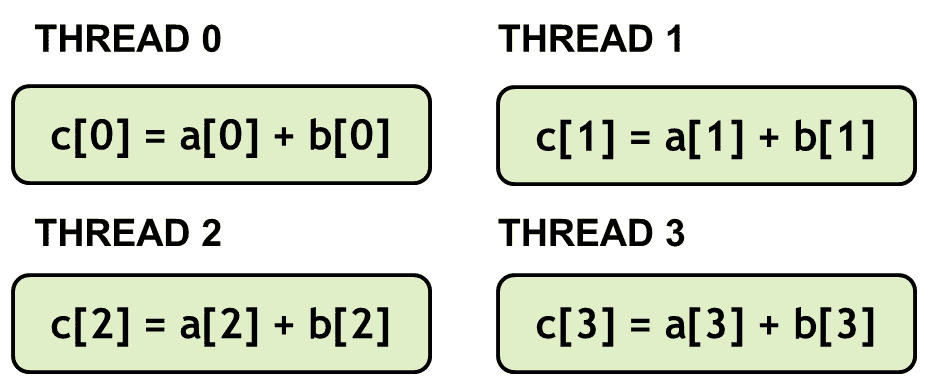 THREAD 0
c[0] = a[0] + b[0]
THREAD 1
c[1] = a[1] + b[1]
THREAD 2
c[2] = a[2] + b[2]
THREAD 3
c[3] = a[3] + b[3]